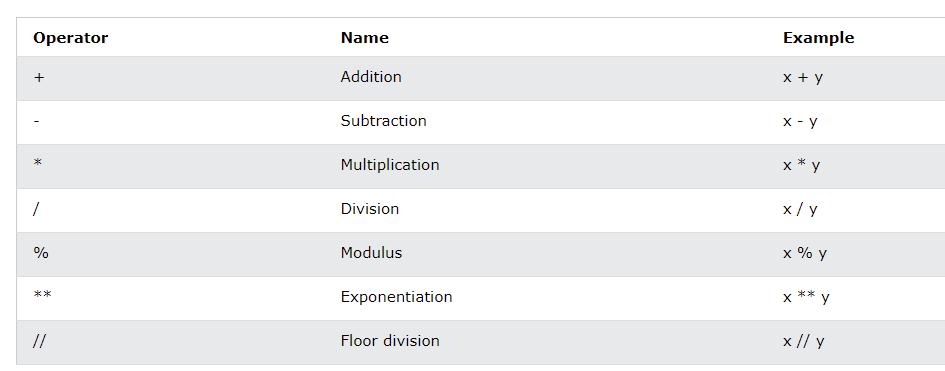 Operator Name Example
+ Addition x + y
- Subtraction x - y
* Multiplication x * y
/ Division x / y
% Modulus x % y
** Exponentiation x ** y
// Floor division x // y